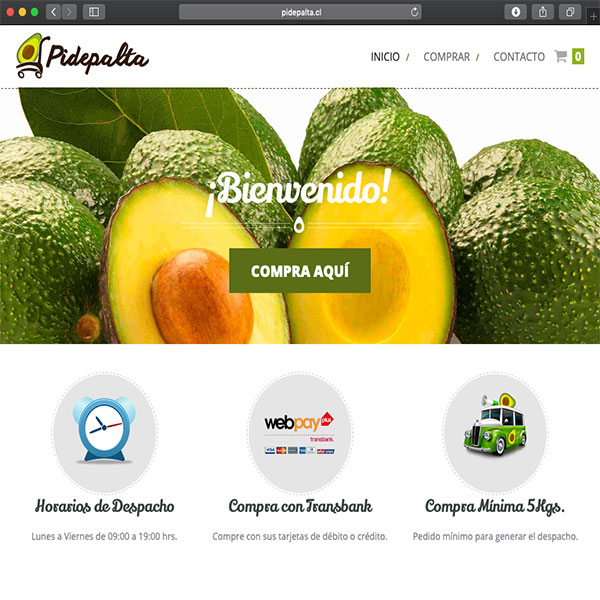 pidepalta.cl
Pidepalta
INICIO / COMPRAR / CONTACTO 0
¡Bienvenido!
COMPRA AQUÍ
webpay plus
transbank.
VISA
Horarios de Despacho
Compra con Transbank
Compra Mínima 5Kgs.
Lunes a Viernes de 09:00 a 19:00 hrs.
Compre con sus tarjetas de débito o crédito.
Pedido mínimo para generar el despacho.